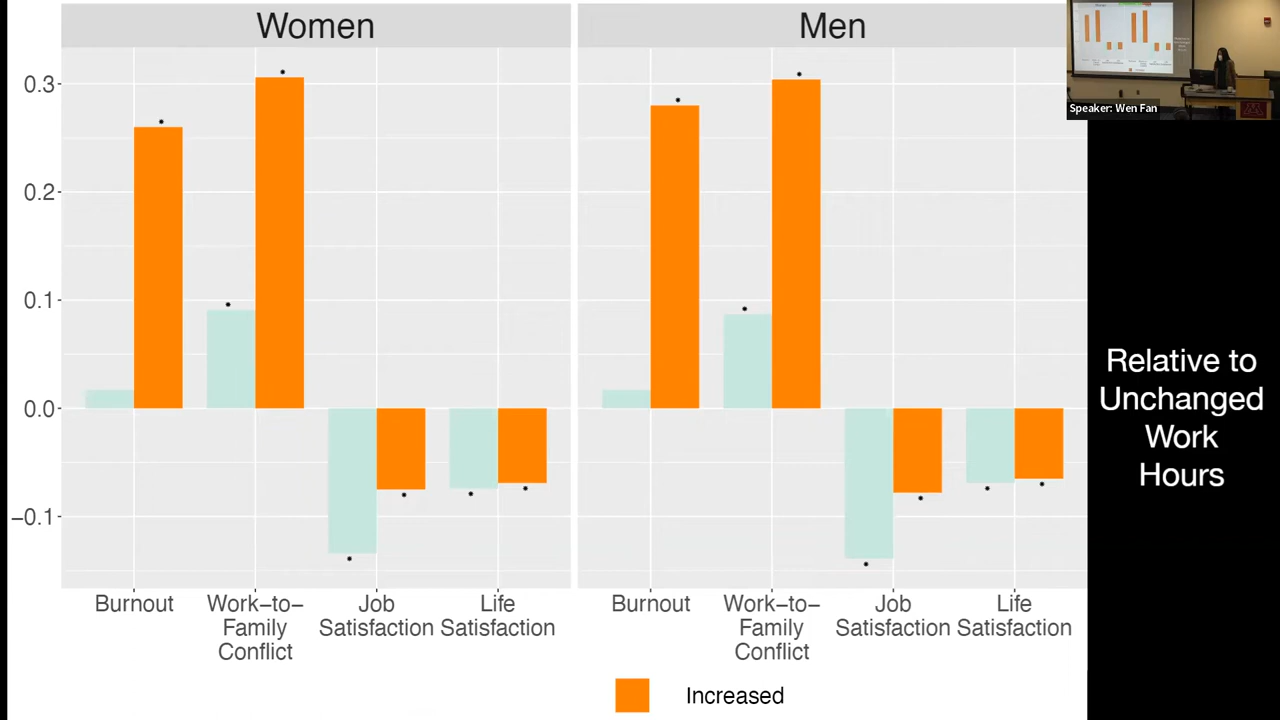 Women
Men
0.3
0.2
0.1
0.0
−0.1
Burnout
Work−to−
Family
Conflict
Job
Satisfaction
Life
Satisfaction
Burnout
Work−to−
Family
Conflict
Job
Satisfaction
Life
Satisfaction
Increased
Speaker: Wen Fan
Relative to
Unchanged
Work
Hours